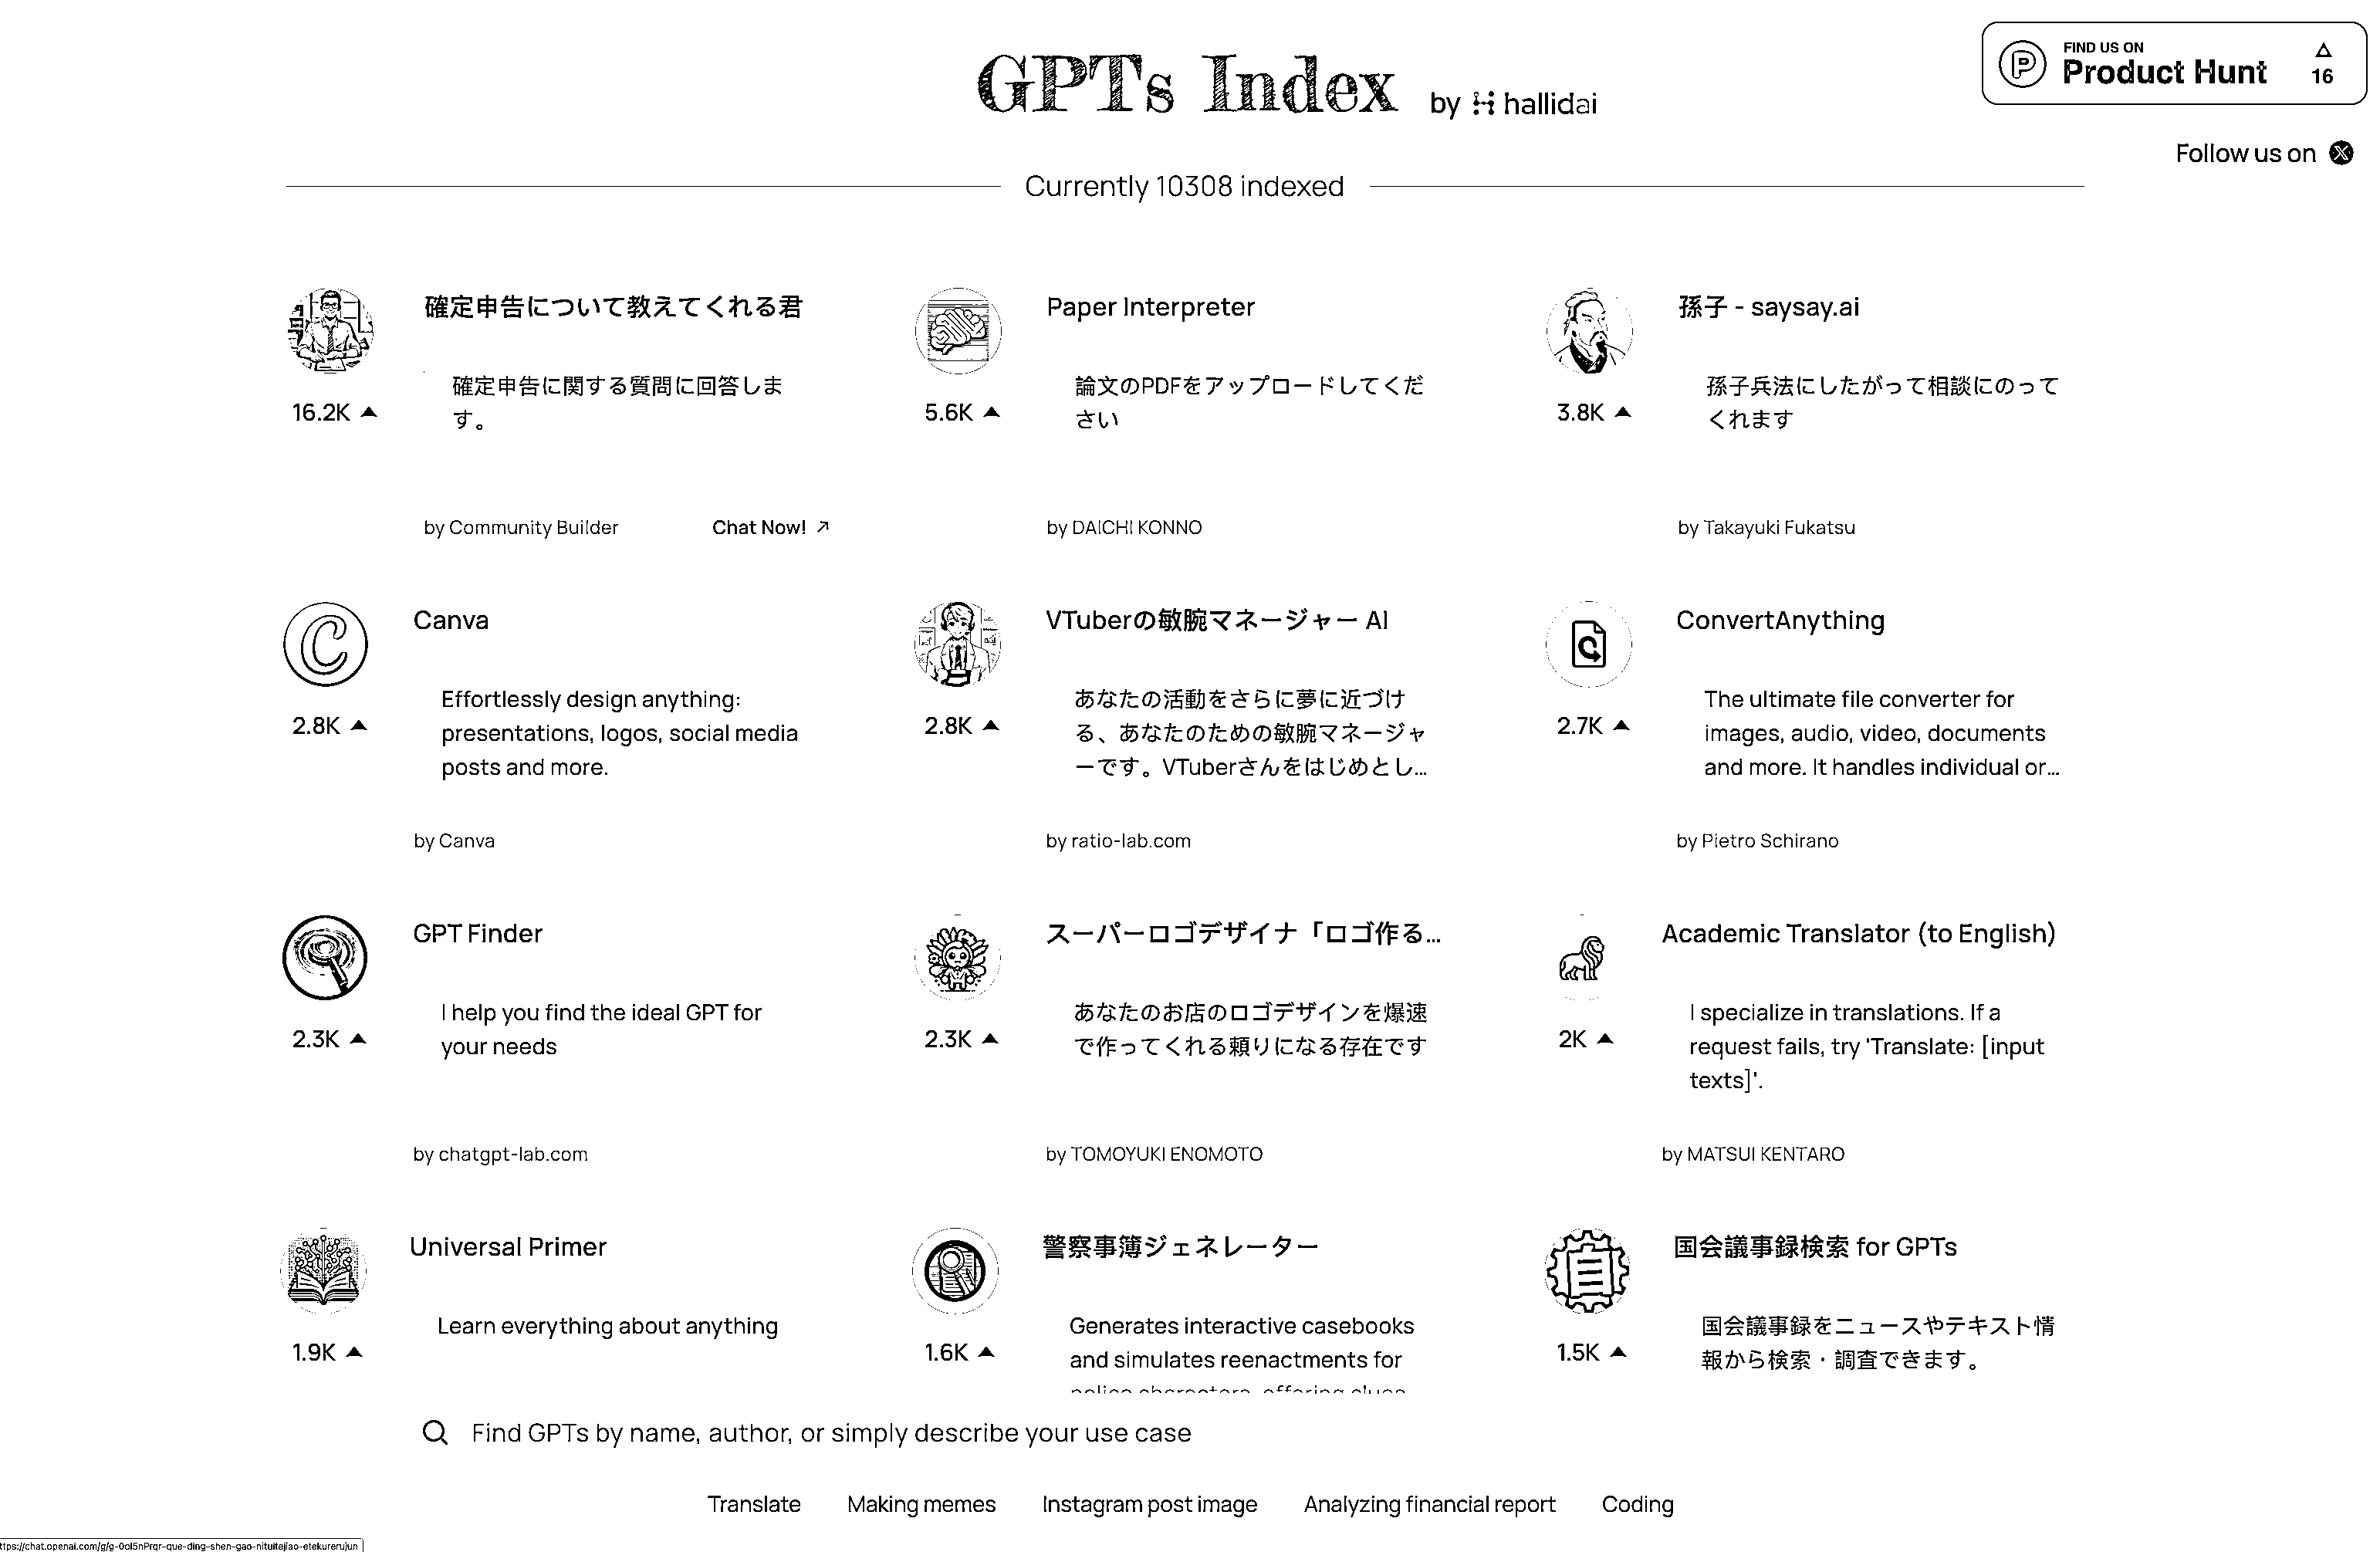 GPTs Index by hallidai
FIND US ON
Product Hunt
16
Follow us on
Currently 10308 indexed
確定申告について教えてくれる君
確定申告に関する質問に回答しま
す。
16.2K
by Community Builder
Chat Now!
Paper Interpreter
論文のPDFをアップロードしてくだ
さい
5.6K
by DAICHI KONNO
孫子 - saysay.ai
孫子兵法にしたがって相談にのって
くれます
3.8K
by Takayuki Fukatsu
Canva
Effortlessly design anything:
presentations, logos, social media
posts and more.
2.8K
by Canva
VTuberの敏腕マネージャー AI
あなたの活動をさらに夢に近づけ
る、あなたのための敏腕マネージャ
ーです。VTuberさんをはじめとし...
2.8K
by ratio-lab.com
ConvertAnything
The ultimate file converter for
images, audio, video, documents
and more. It handles individual or...
2.7K
by Pietro Schirano
GPT Finder
I help you find the ideal GPT for
your needs
2.3K
by chatgpt-lab.com
スーパーロゴデザイナ「ロゴ作る...
あなたのお店のロゴデザインを爆速
で作ってくれる頼りになる存在です
2.3K
by TOMOYUKI ENOMOTO
Academic Translator (to English)
I specialize in translations. If a
request fails, try 'Translate: [input
texts]'.
2K
by MATSUI KENTARO
Universal Primer
Learn everything about anything
1.9K
警察事簿ジェネレーター
Generates interactive casebooks
and simulates reenactments for
police characters, offering clues
1.6K
国会議事録検索 for GPTs
国会議事録をニュースやテキスト情
報から検索・調査できます。
1.5K
Find GPTs by name, author, or simply describe your use case
Translate
Making memes
Instagram post image
Analyzing financial report
Coding